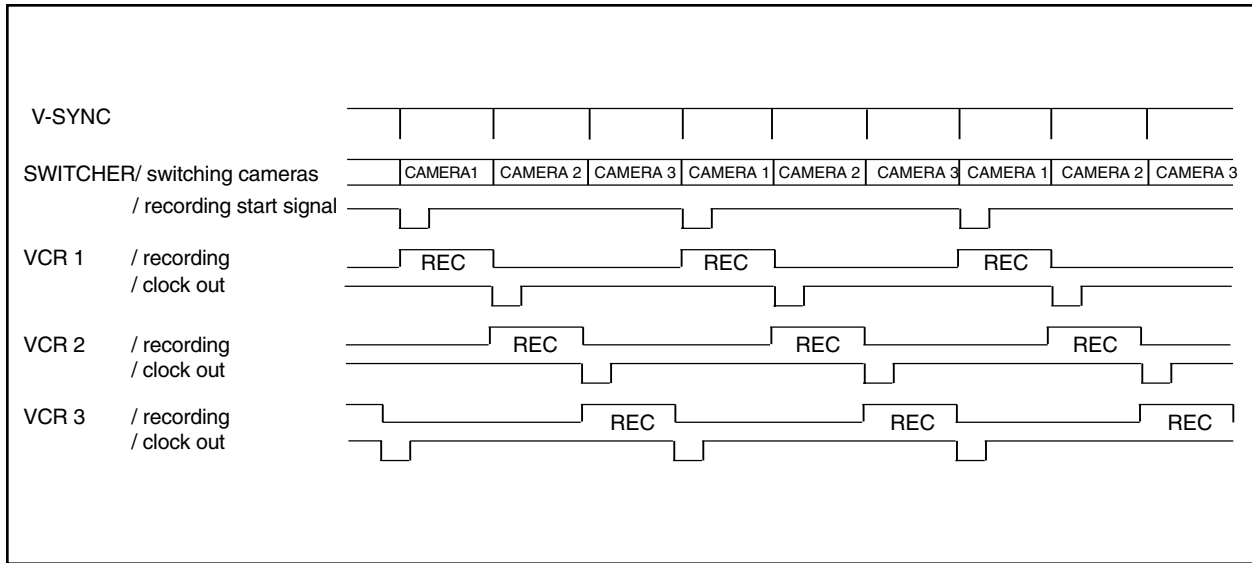 V-SYNC
SWITCHER/ switching cameras
CAMERA1 CAMERA 2 CAMERA 3 CAMERA 1 CAMERA 2 CAMERA 3 CAMERA 1 CAMERA 2 CAMERA 3
/ recording start signal
VCR 1 / recording
REC REC REC
/ clock out
VCR 2 / recording
REC REC REC
/ clock out
VCR 3 / recording
REC REC REC
/ clock out